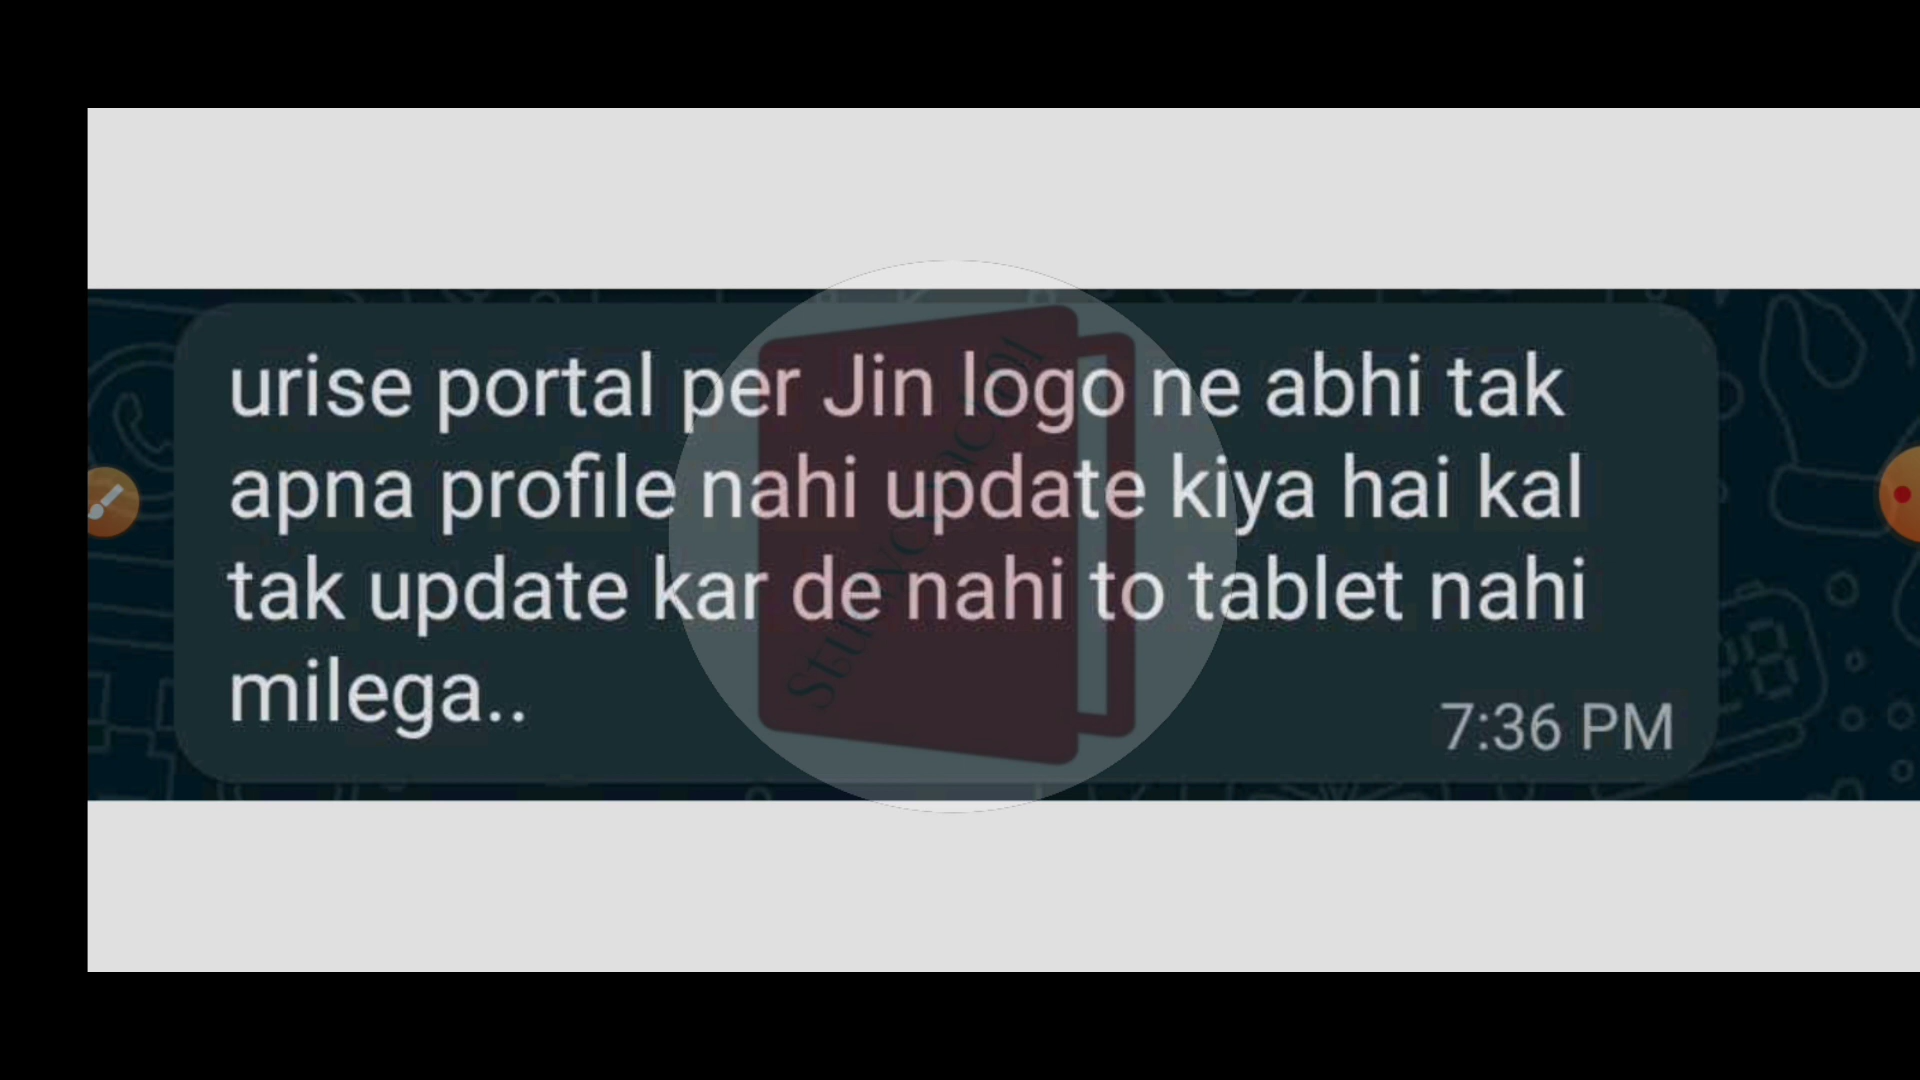 urise portal per Jin logo ne abhi tak
apna profile nahi update kiya hai kal
tak update kar de nahi to tablet nahi
milega..
7:36 PM